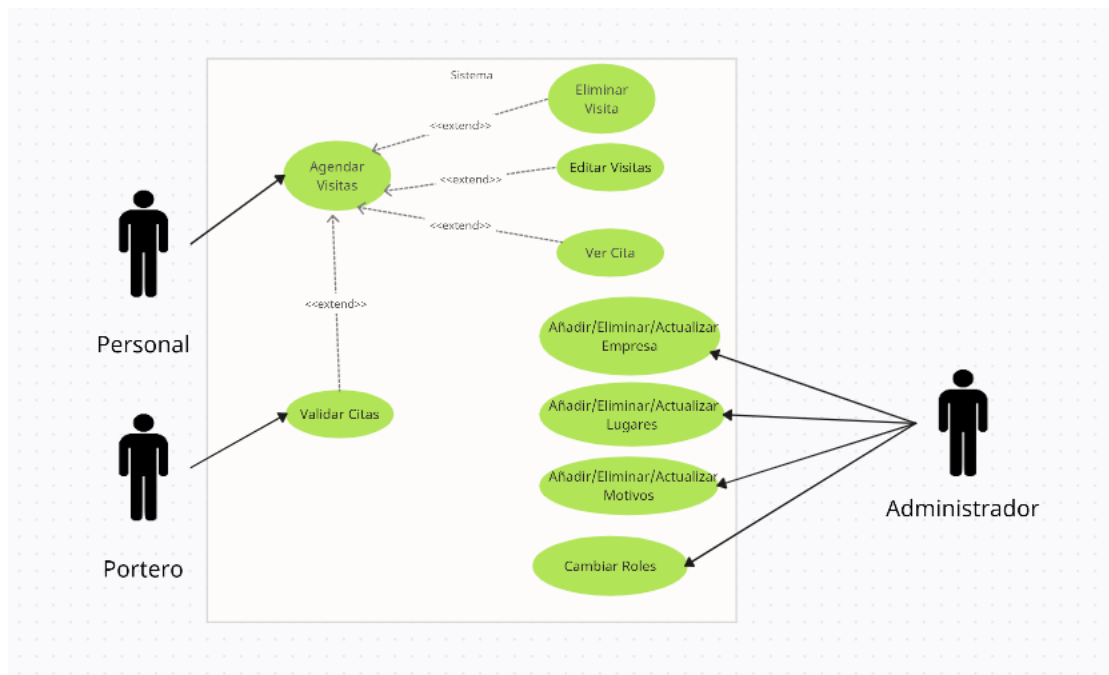 Sistema
Eliminar
Visita
<<extend>>
Agendar
Visitas
Editar Visitas
<<extend>>
<<extend>>
Ver Cita
<<extend>>
Añadir/Eliminar/Actualizar
Empresa
Personal
Validar Citas
Añadir/Eliminar/Actualizar
Lugares
Añadir/Eliminar/Actualizar
Motivos
Administrador
Portero
Cambiar Roles